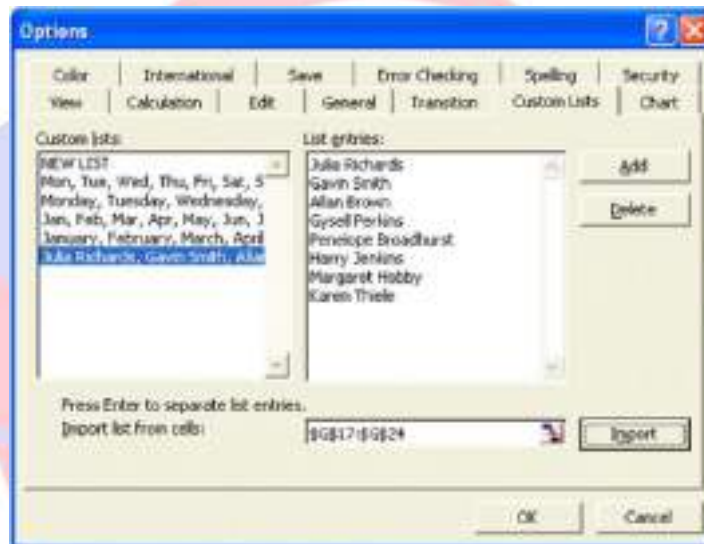 Options
Color International Save Error Checking Spelling Security
View Calculation Edit General Transition Custom Lists Chart
Custom lists:
List entries:
NEW LIST
Mon, Tue, Wed, Thu, Fri, Sat, S
Monday, Tuesday, Wednesday,
Jan, Feb, Mar, Apr, May, Jun, J
January, February, March, April
Julia Richards, Gavin Smith, Allan
Julia Richards
Gavin Smith
Allan Brown
Gysell Perkins
Penelope Broadhurst
Harry Jenkins
Margaret Hobby
Karen Thiele
Add
Delete
Press Enter to separate list entries.
Import list from cells:
$G$17:$G$24
Import
OK
Cancel